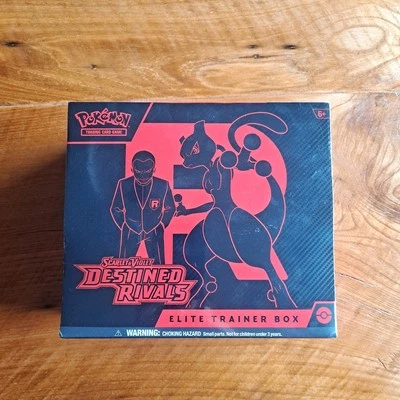 POKÉMON
TRADING CARD GAME
6+
R
SCARLET & VIOLET
DESTINED
RIVALS
ELITE TRAINER BOX
WARNING: CHOKING HAZARD Small parts. Not for children under 3 years.